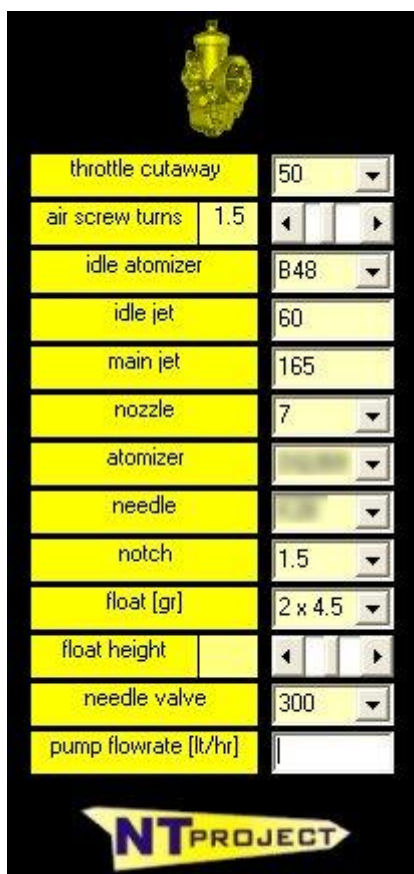 throttle cutaway 50
air screw turns 1.5
idle atomizer B48
idle jet 60
main jet 165
nozzle 7
atomizer
needle
notch 1.5
float [gr] 2 x 4.5
float height
needle valve 300
pump flowrate [lt/hr]
NT PROJECT